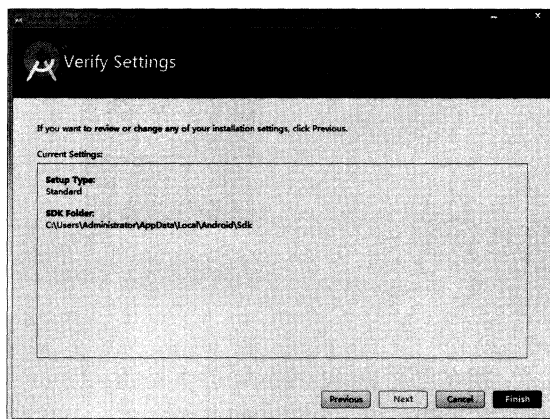 Verify Settings
If you want to review or change any of your installation settings, click Previous.
Current Settings:
Setup Type:
Standard
SDK Folder:
C:\Users\Administrator\AppData\Local\Android\Sdk
Previous Next Cancel Finish